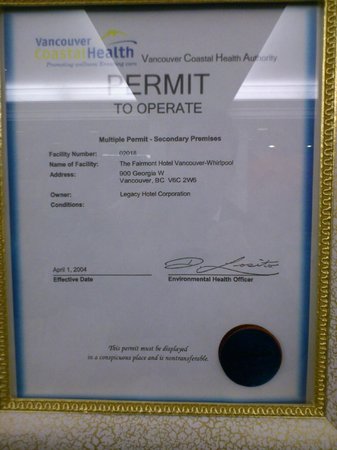 Vancouver
CoastalHealth
Promoting wellness. Ensuring care.
Vancouver Coastal Health Authority
PERMIT
TO OPERATE
Multiple Permit - Secondary Premises
Facility Number: 02018
Name of Facility: The Fairmont Hotel Vancouver-Whirlpool
Address: 900 Georgia W
Vancouver, BC V6C 2W6
Owner: Legacy Hotel Corporation
Conditions:
April 1, 2004
Effective Date
D Losito
Environmental Health Officer
This permit must be displayed
in a conspicuous place and is nontransferable.